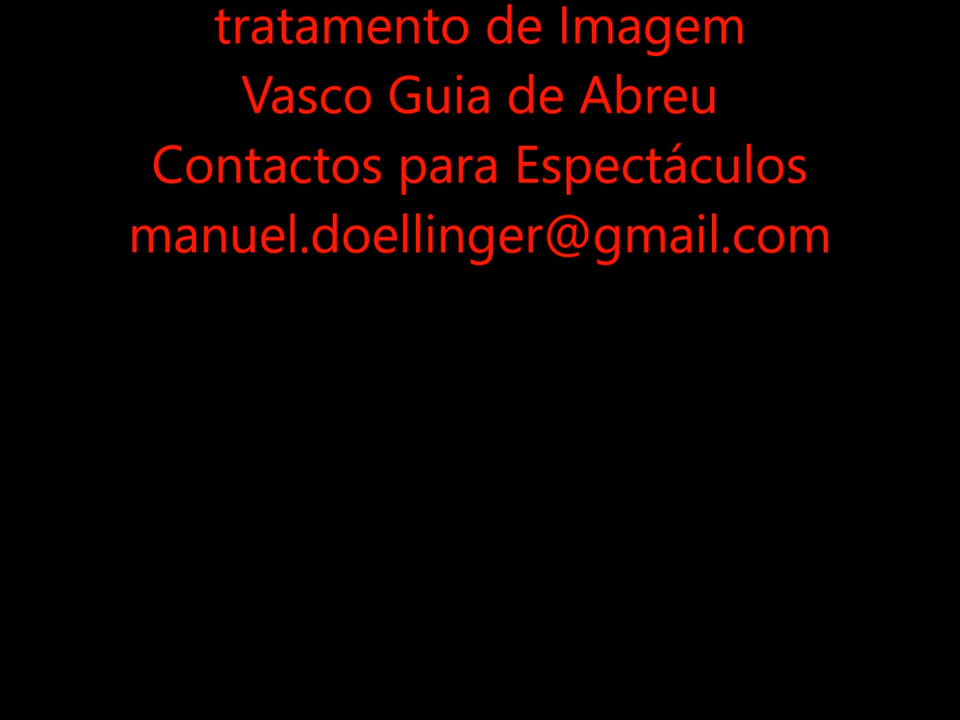 tratamento de Imagem
Vasco Guia de Abreu
Contactos para Espectáculos
manuel.doellinger@gmail.com